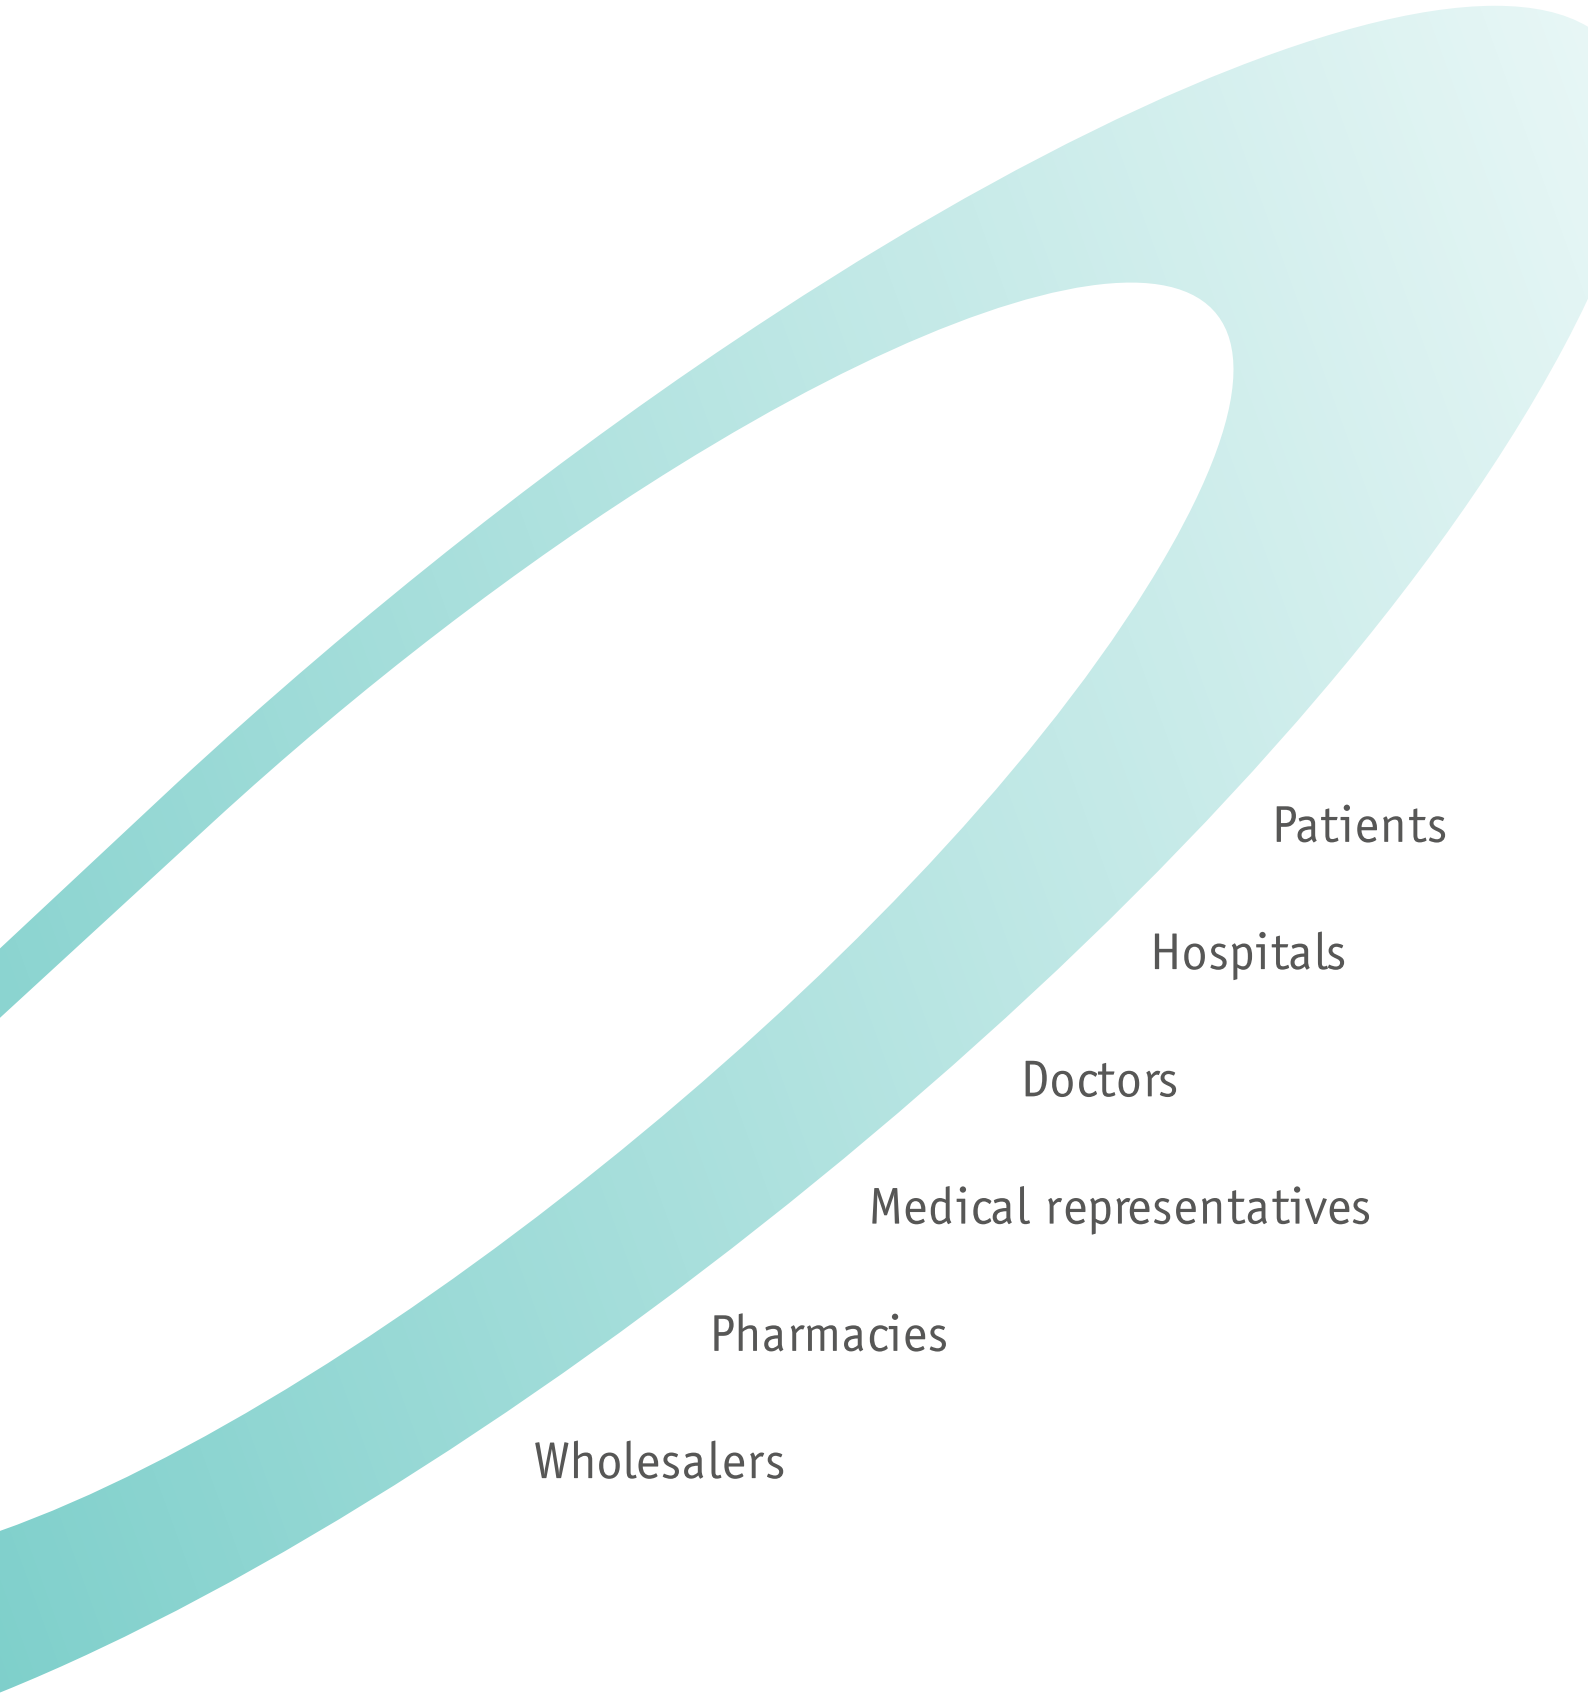 Patients
Hospitals
Doctors
Medical representatives
Pharmacies
Wholesalers